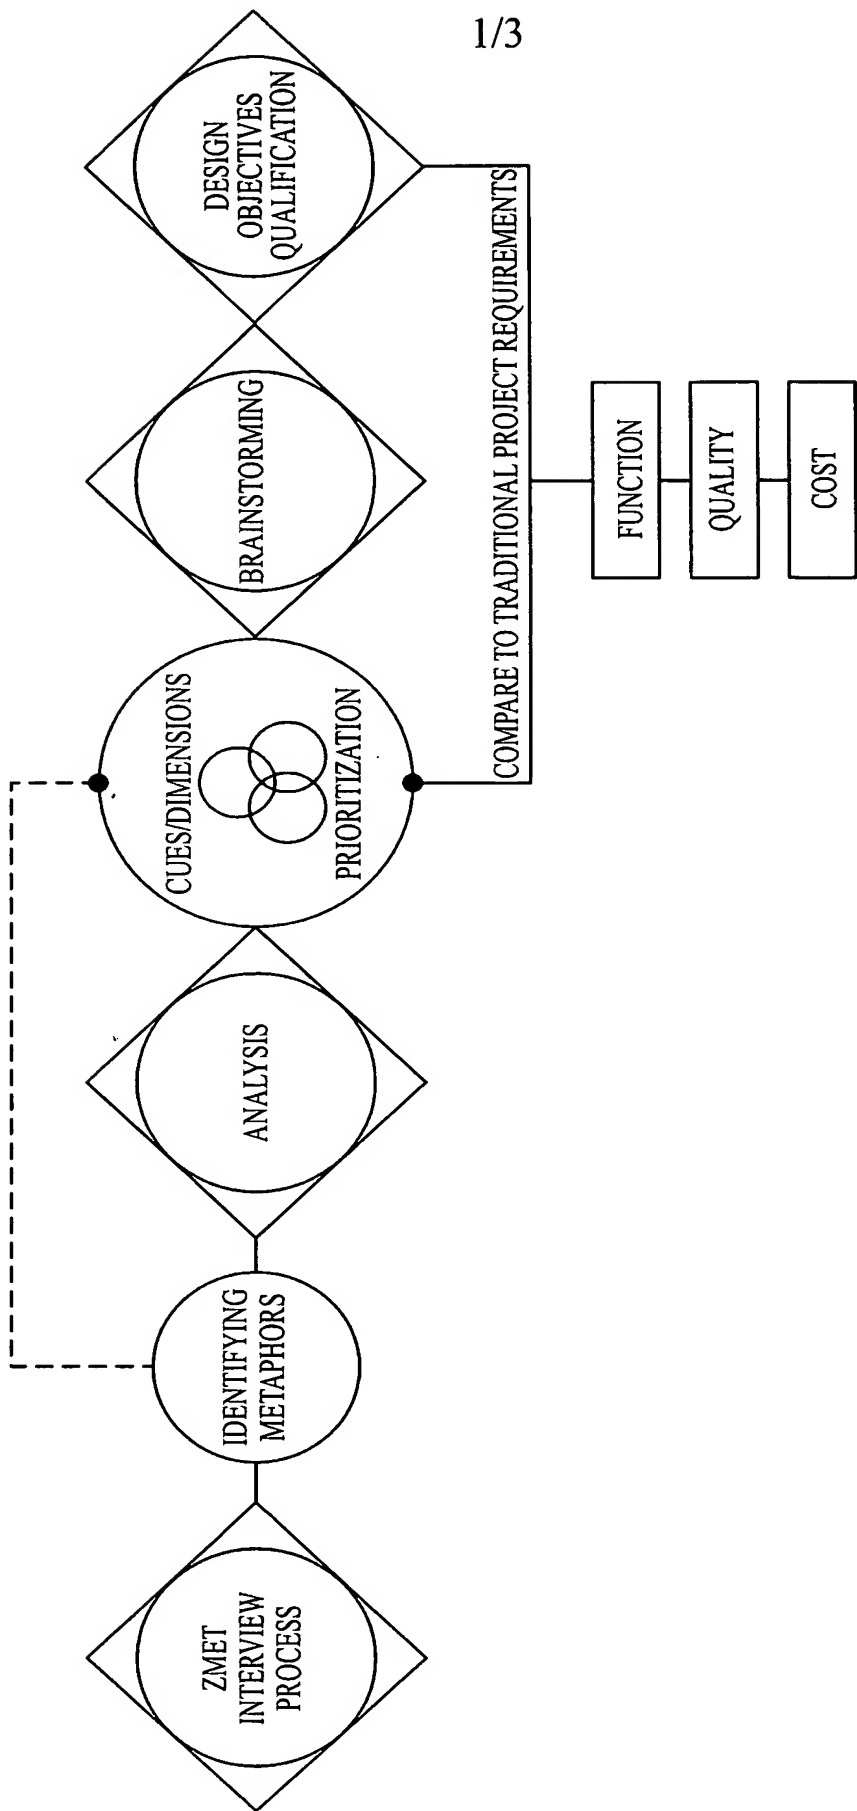 1/3
ZMET
INTERVIEW
PROCESS
IDENTIFYING
METAPHORS
ANALYSIS
CUES/DIMENSIONS
PRIORITIZATION
BRAINSTORMING
DESIGN
OBJECTIVES
QUALIFICATION
COMPARE TO TRADITIONAL PROJECT REQUIREMENTS
FUNCTION
QUALITY
COST